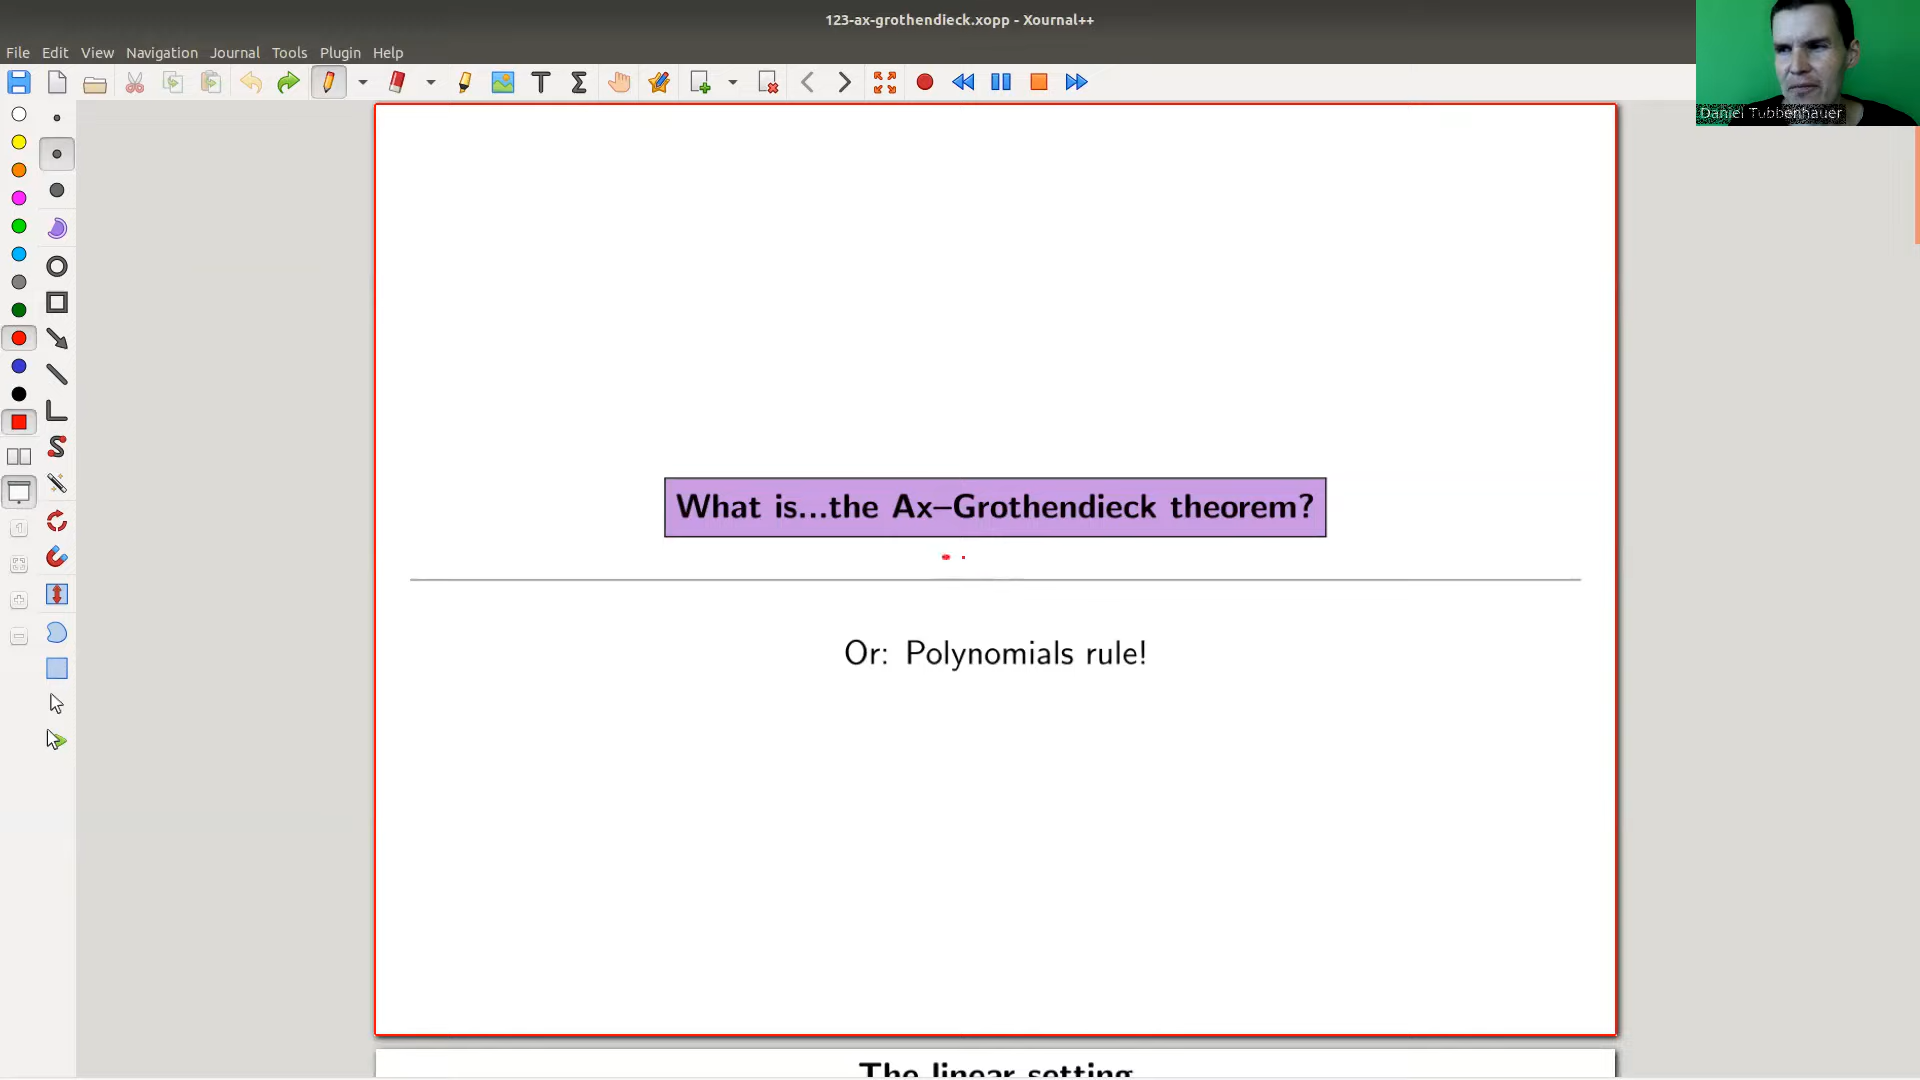 123-ax-grothendieck.xopp - Xournal++
File Edit View Navigation Journal Tools Plugin Help
Daniel Tubbenhauer
What is...the Ax–Grothendieck theorem?
Or: Polynomials rule!
The linear setting